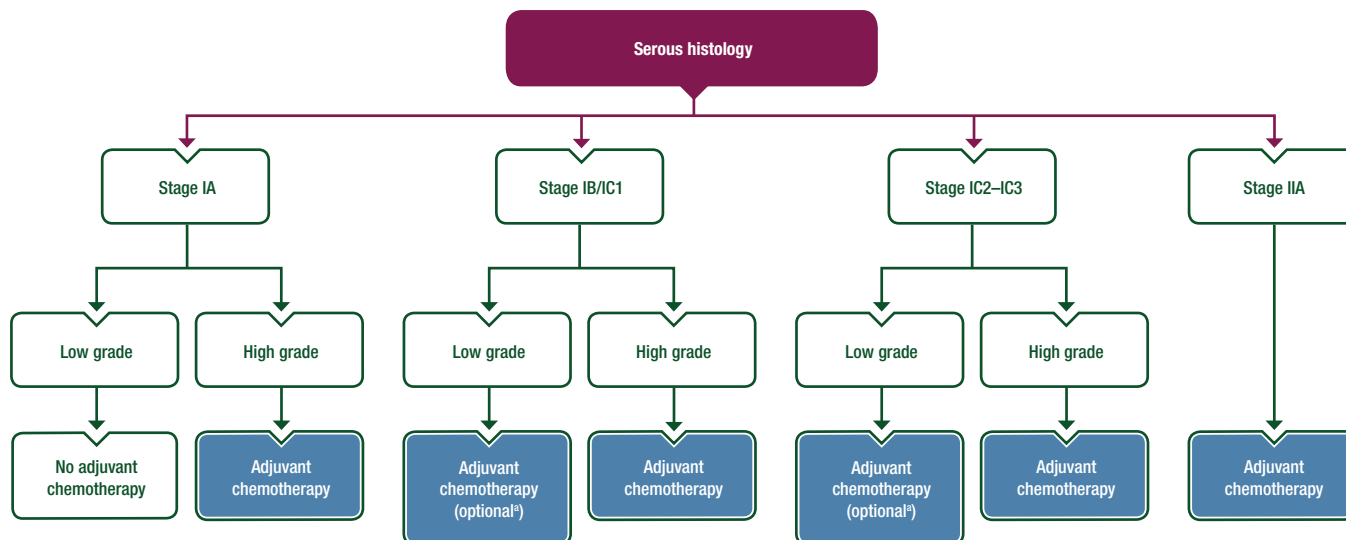 Serous histology
Stage IA
Stage IB/IC1
Stage IC2–IC3
Stage IIA
Low grade
High grade
Low grade
High grade
Low grade
High grade
No adjuvant
chemotherapy
Adjuvant
chemotherapy
Adjuvant
chemotherapy
(optionalª)
Adjuvant
chemotherapy
Adjuvant
chemotherapy
(optionalª)
Adjuvant
chemotherapy
Adjuvant
chemotherapy